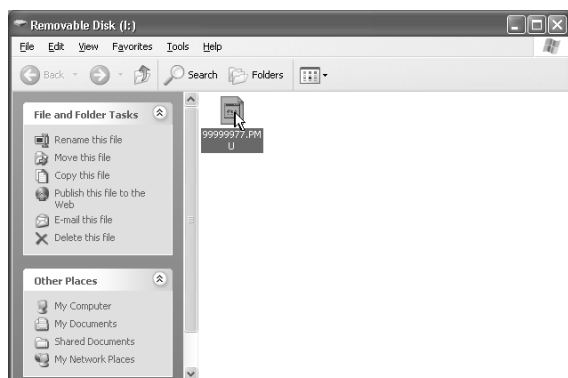 Removable Disk (I:)
File Edit View Favorites Tools Help
Back Search Folders
File and Folder Tasks
Rename this file
Move this file
Copy this file
Publish this file to the
Web
E-mail this file
Delete this file
Other Places
My Computer
My Documents
Shared Documents
My Network Places
99999977.PM
U